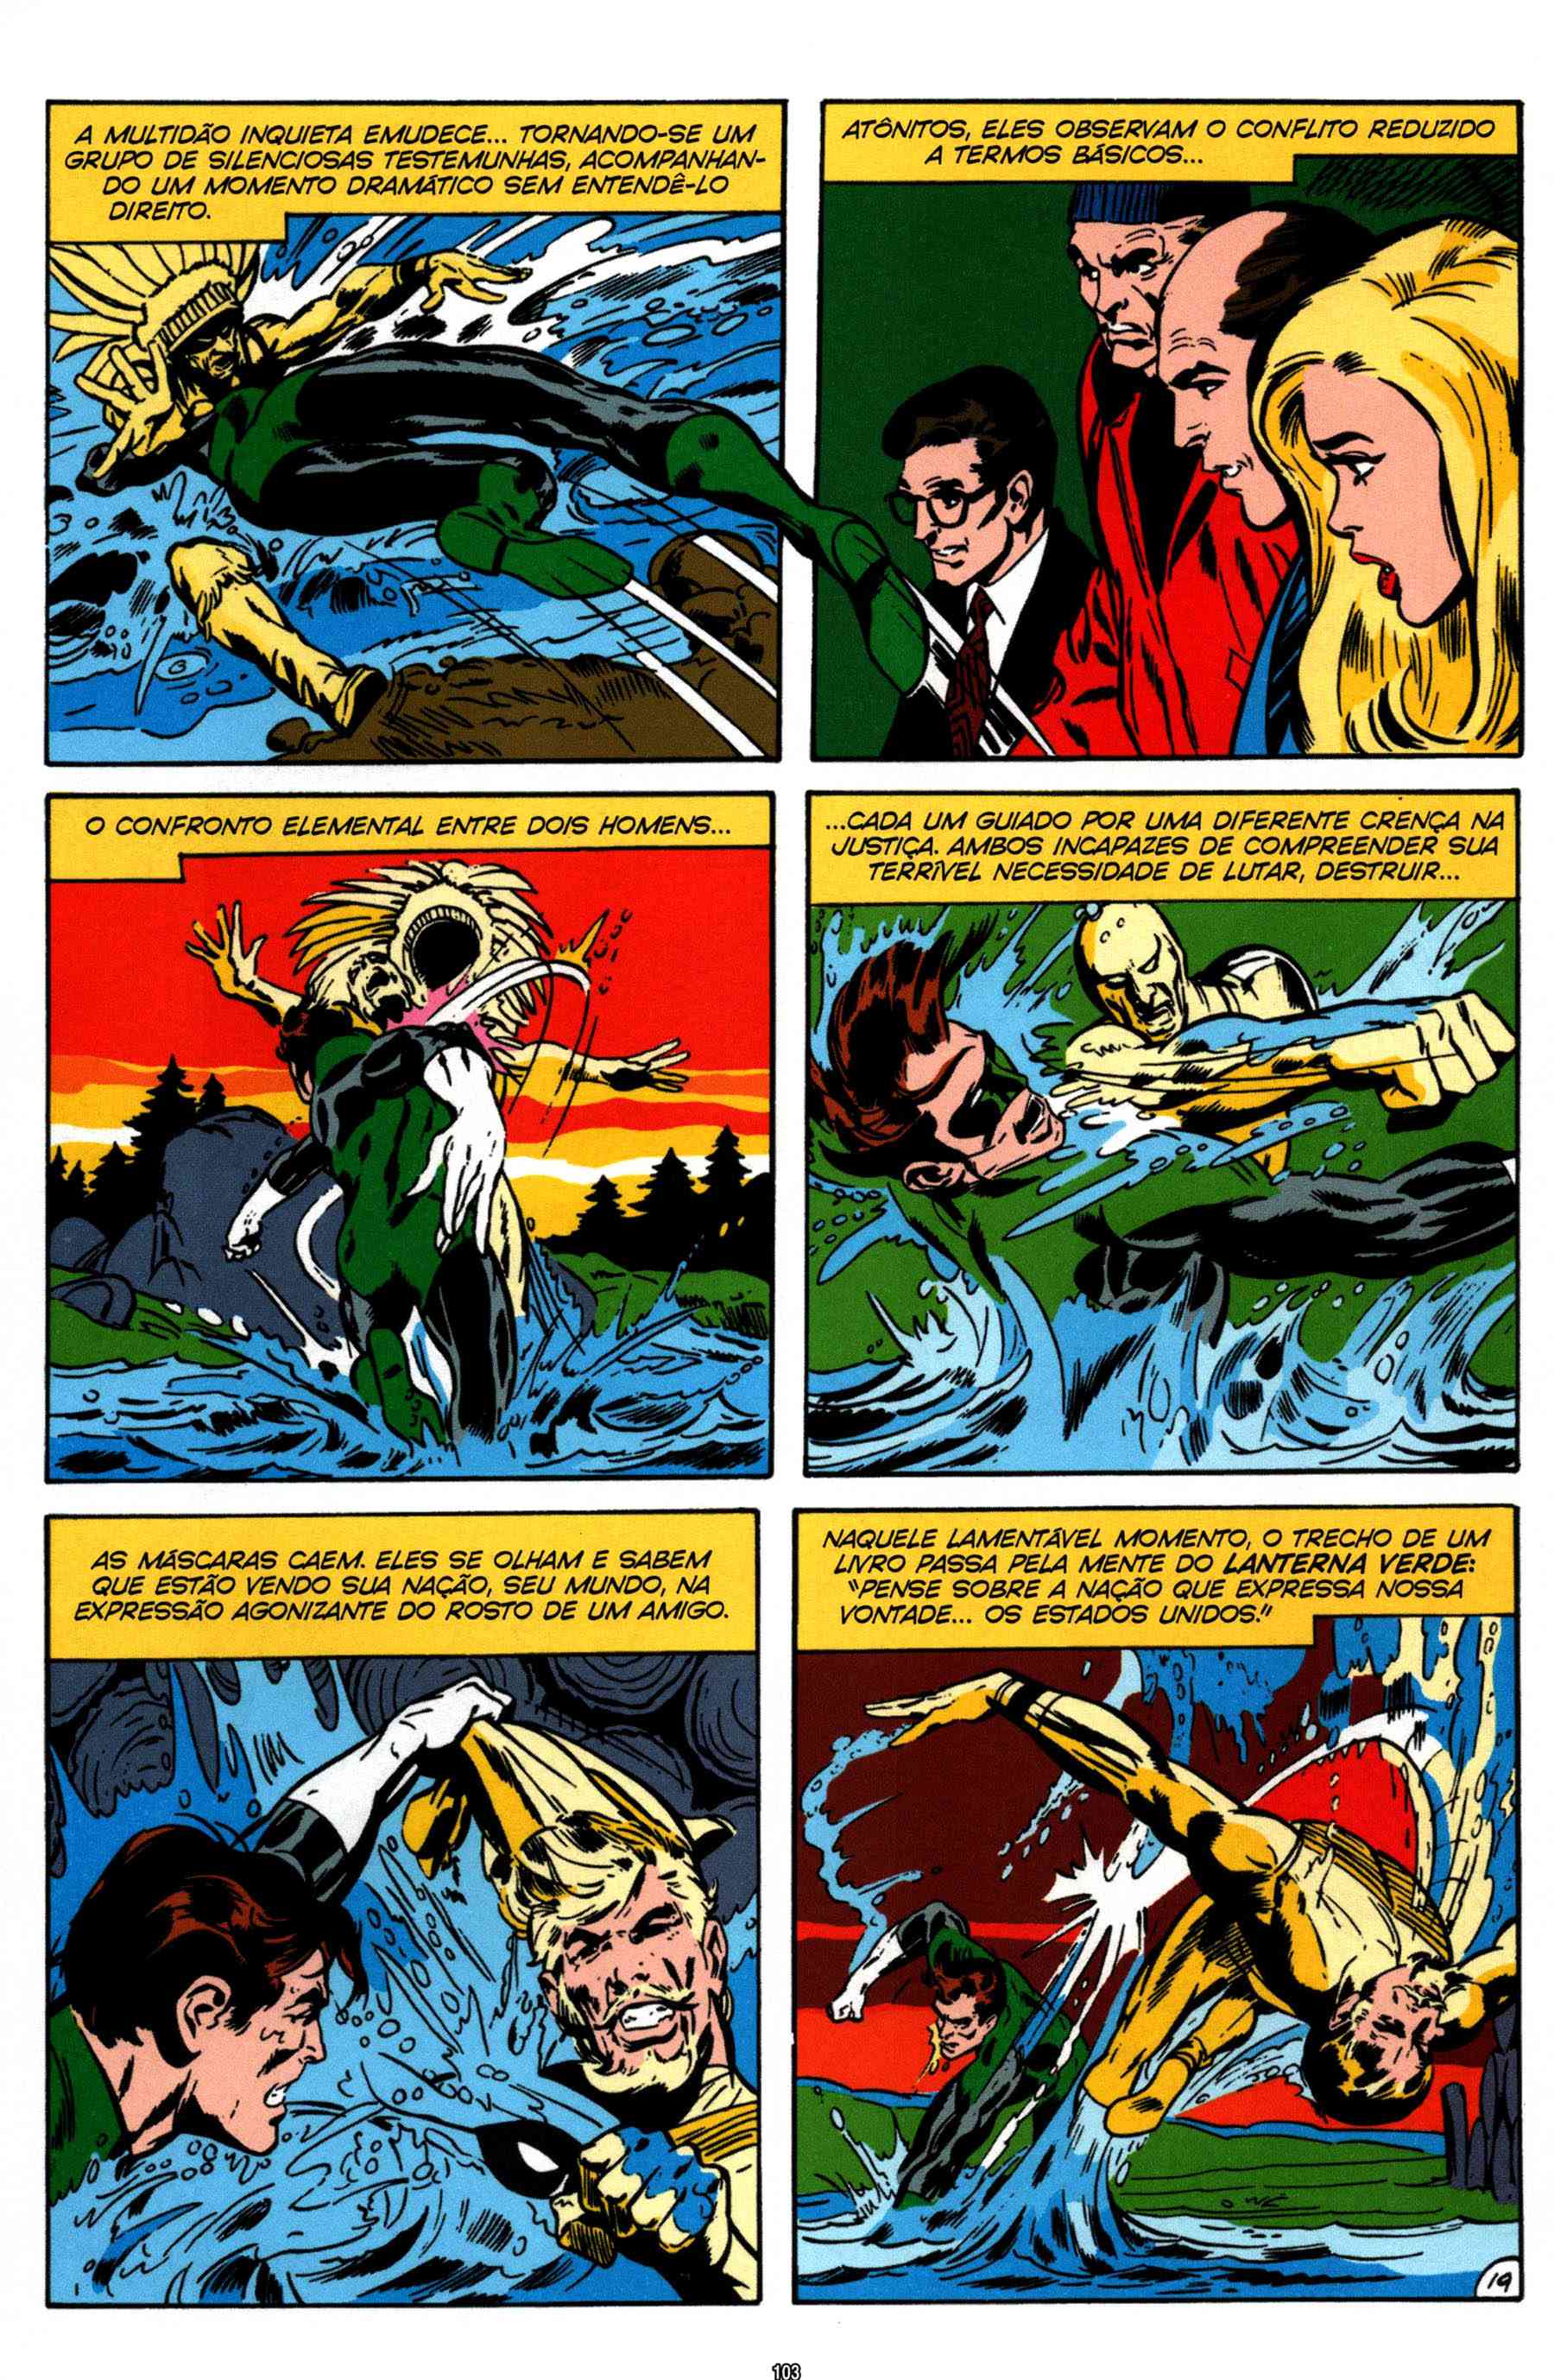 A MULTIDÃO INQUIETA EMUDECE... TORNANDO-SE UM
GRUPO DE SILENCIOSAS TESTEMUNHAS, ACOMPANHAN-
DO UM MOMENTO DRAMÁTICO SEM ENTENDÊ-LO
DIREITO.
ATÔNITOS, ELES OBSERVAM O CONFLITO REDUZIDO
A TERMOS BÁSICOS...
O CONFRONTO ELEMENTAL ENTRE DOIS HOMENS...
...CADA UM GUIADO POR UMA DIFERENTE CRENÇA NA
JUSTIÇA. AMBOS INCAPAZES DE COMPREENDER SUA
TERRÍVEL NECESSIDADE DE LUTAR, DESTRUIR...
AS MÁSCARAS CAEM. ELES SE OLHAM E SABEM
QUE ESTÃO VENDO SUA NAÇÃO, SEU MUNDO, NA
EXPRESSÃO AGONIZANTE DO ROSTO DE UM AMIGO.
NAQUELE LAMENTÁVEL MOMENTO, O TRECHO DE UM
LIVRO PASSA PELA MENTE DO LANTERNA VERDE:
"PENSE SOBRE A NAÇÃO QUE EXPRESSA NOSSA
VONTADE... OS ESTADOS UNIDOS."
19
103